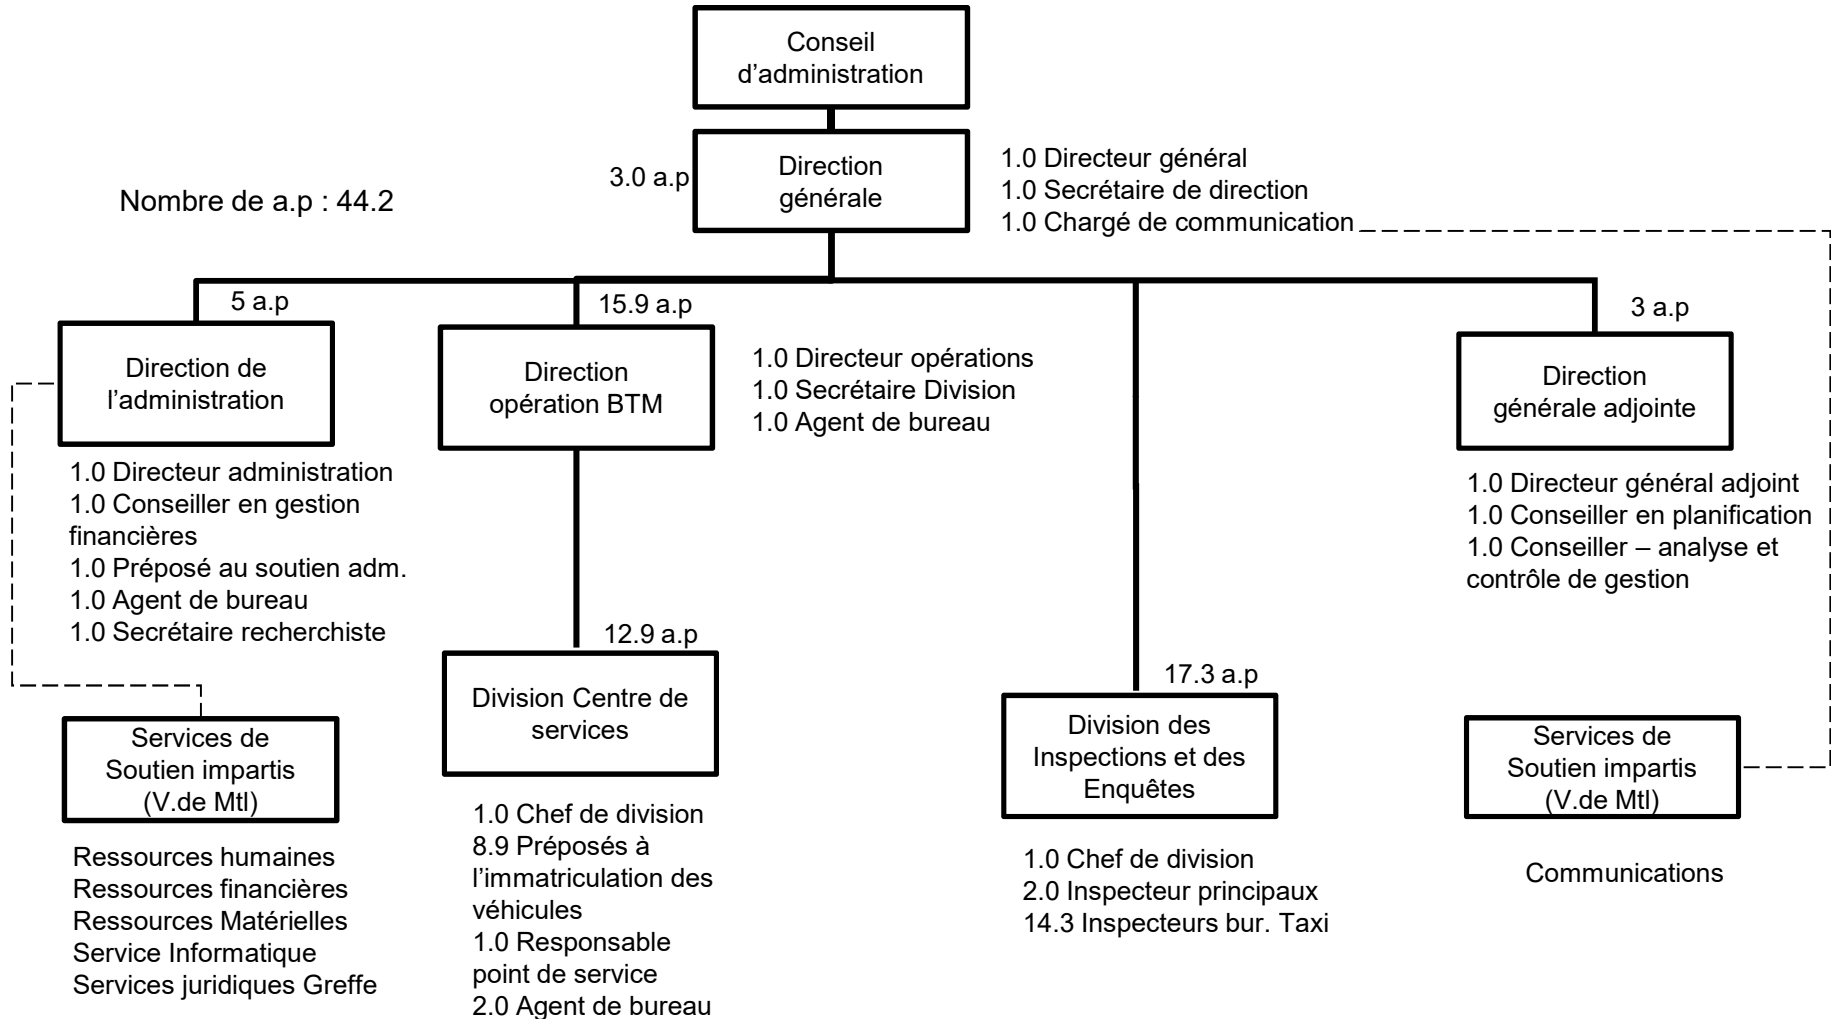 Conseil
d’administration
Direction
générale
3.0 a.p
1.0 Directeur général
1.0 Secrétaire de direction
1.0 Chargé de communication
Nombre de a.p : 44.2
5 a.p
Direction de
l’administration
1.0 Directeur administration
1.0 Conseiller en gestion
financières
1.0 Préposé au soutien adm.
1.0 Agent de bureau
1.0 Secrétaire recherchiste
Services de
Soutien impartis
(V.de Mtl)
Ressources humaines
Ressources financières
Ressources Matérielles
Service Informatique
Services juridiques Greffe
15.9 a.p
Direction
opération BTM
1.0 Directeur opérations
1.0 Secrétaire Division
1.0 Agent de bureau
12.9 a.p
Division Centre de
services
1.0 Chef de division
8.9 Préposés à
l’immatriculation des
véhicules
1.0 Responsable
point de service
2.0 Agent de bureau
17.3 a.p
Division des
Inspections et des
Enquêtes
1.0 Chef de division
2.0 Inspecteur principaux
14.3 Inspecteurs bur. Taxi
3 a.p
Direction
générale adjointe
1.0 Directeur général adjoint
1.0 Conseiller en planification
1.0 Conseiller – analyse et
contrôle de gestion
Services de
Soutien impartis
(V.de Mtl)
Communications